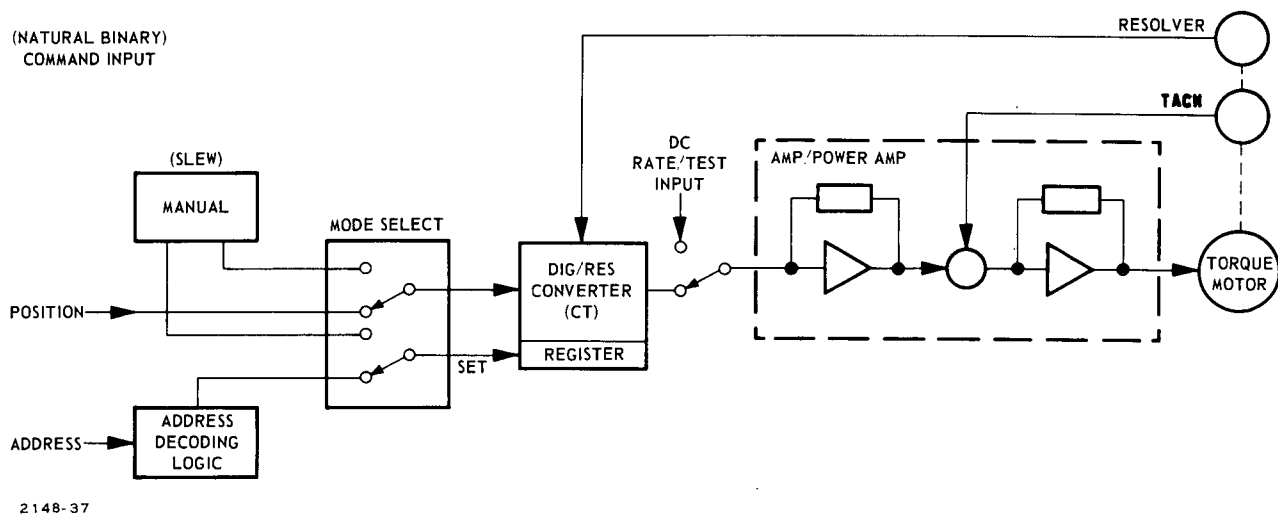 (NATURAL BINARY)
COMMAND INPUT
RESOLVER
TACH
(SLEW)
MANUAL
MODE SELECT
DC
RATE/TEST
INPUT
AMP/POWER AMP
DIG/RES
CONVERTER
(CT)
REGISTER
TORQUE
MOTOR
POSITION
SET
ADDRESS
ADDRESS
DECODING
LOGIC
2148-37